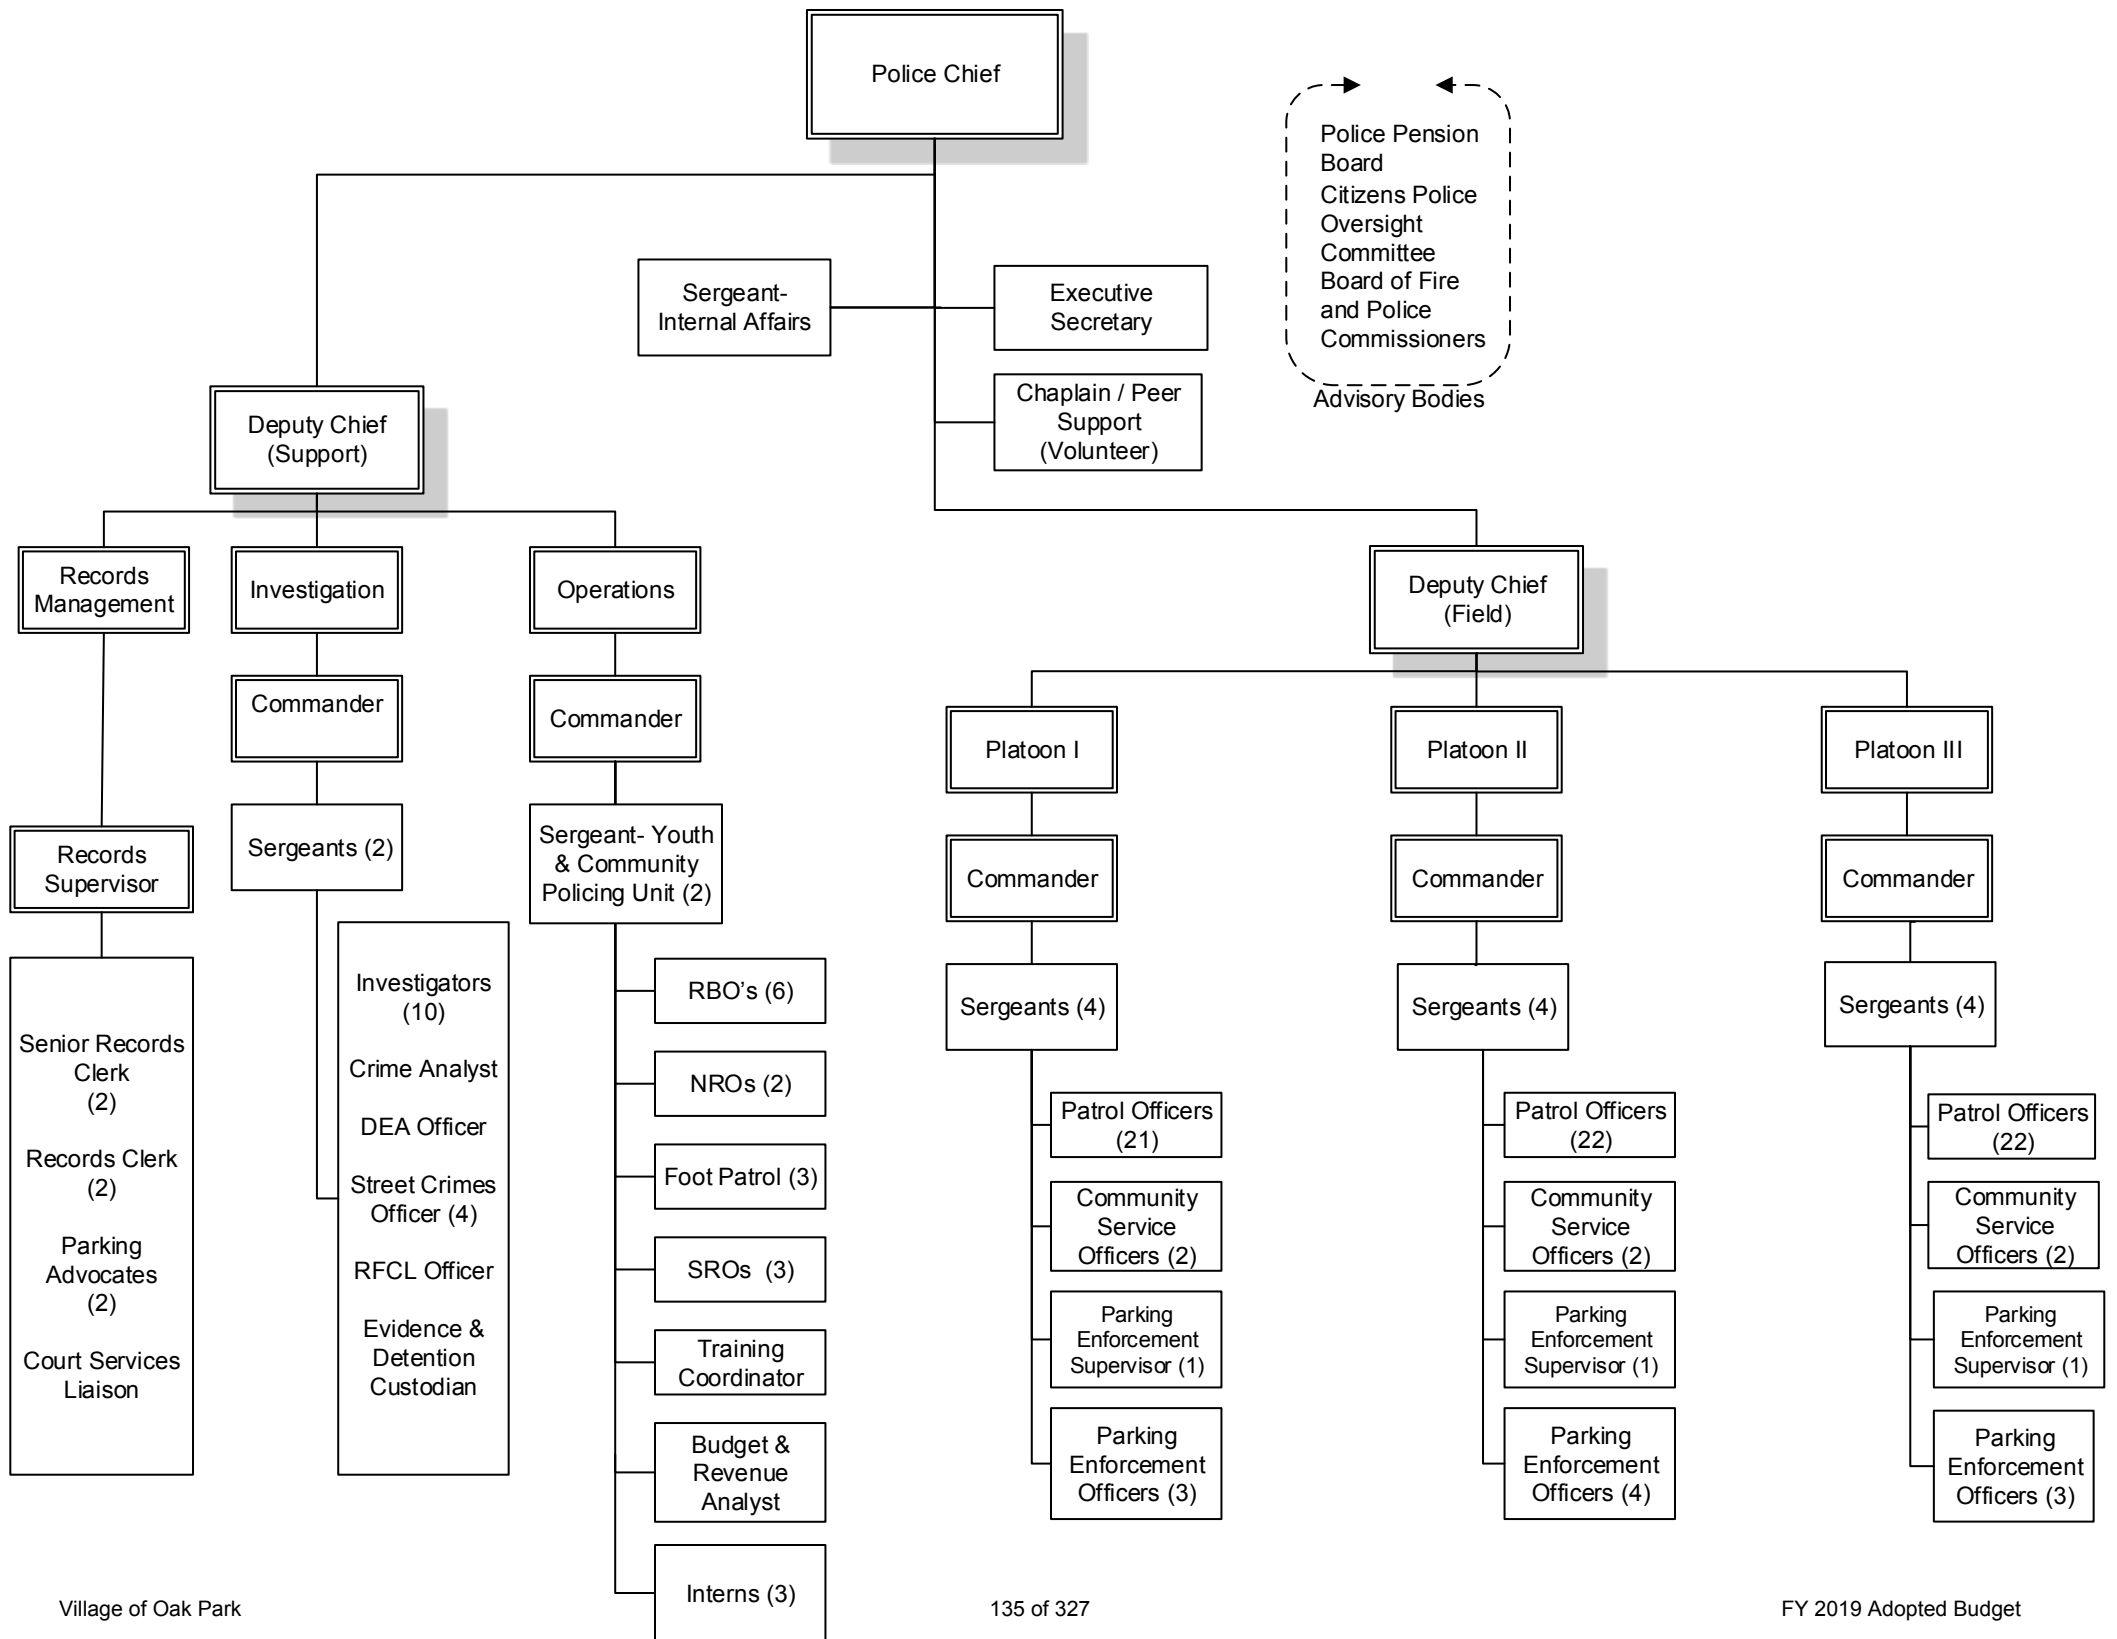 Police Chief
Police Pension
Board
Citizens Police
Oversight
Committee
Board of Fire
and Police
Commissioners
Advisory Bodies
Sergeant-
Internal Affairs
Executive
Secretary
Chaplain / Peer
Support
(Volunteer)
Deputy Chief
(Support)
Records
Management
Investigation
Operations
Commander
Commander
Records
Supervisor
Sergeants (2)
Sergeant- Youth
& Community
Policing Unit (2)
Senior Records
Clerk
(2)
Records Clerk
(2)
Parking
Advocates
(2)
Court Services
Liaison
Investigators
(10)
Crime Analyst
DEA Officer
Street Crimes
Officer (4)
RFCL Officer
Evidence &
Detention
Custodian
RBO's (6)
NROs (2)
Foot Patrol (3)
SROs  (3)
Training
Coordinator
Budget &
Revenue
Analyst
Interns (3)
Deputy Chief
(Field)
Platoon I
Commander
Sergeants (4)
Patrol Officers
(21)
Community
Service
Officers (2)
Parking
Enforcement
Supervisor (1)
Parking
Enforcement
Officers (3)
Platoon II
Commander
Sergeants (4)
Patrol Officers
(22)
Community
Service
Officers (2)
Parking
Enforcement
Supervisor (1)
Parking
Enforcement
Officers (4)
Platoon III
Commander
Sergeants (4)
Patrol Officers
(22)
Community
Service
Officers (2)
Parking
Enforcement
Supervisor (1)
Parking
Enforcement
Officers (3)
Village of Oak Park
135 of 327
FY 2019 Adopted Budget